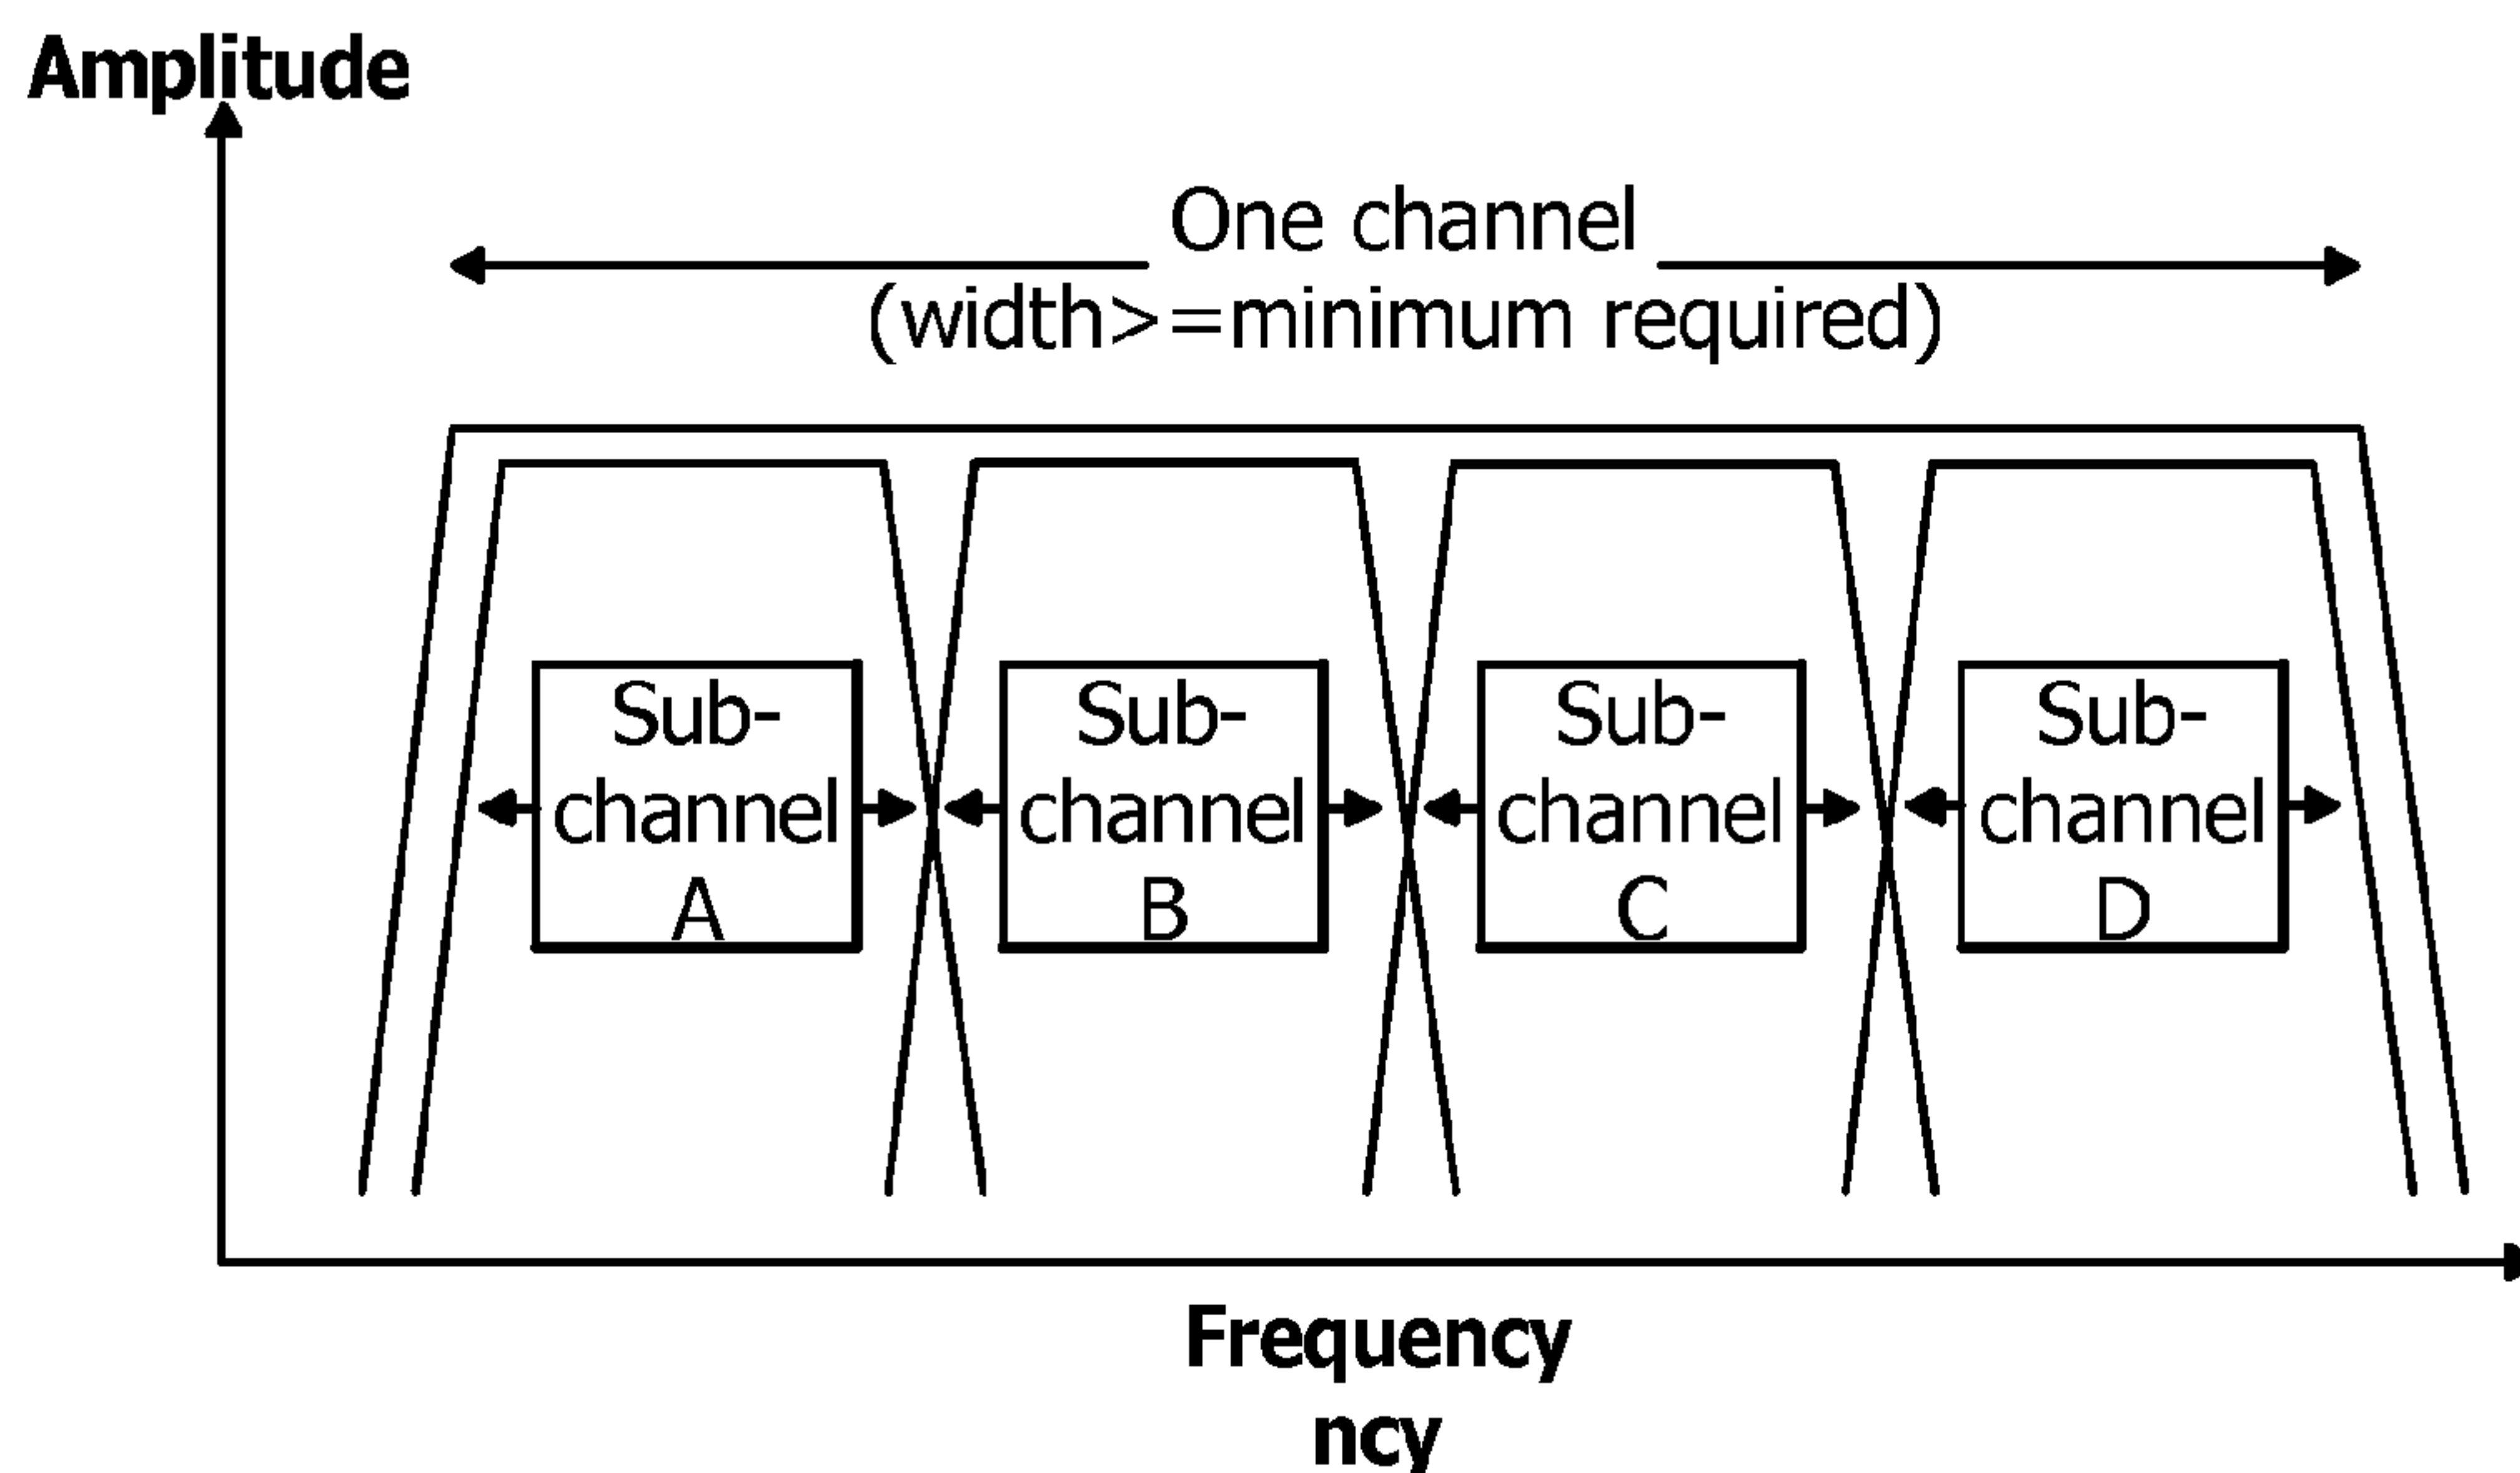 Amplitude
One channel
(width>=minimum required)
Sub-
channel
A
Sub-
channel
B
Sub-
channel
C
Sub-
channel
D
Frequency
ncy